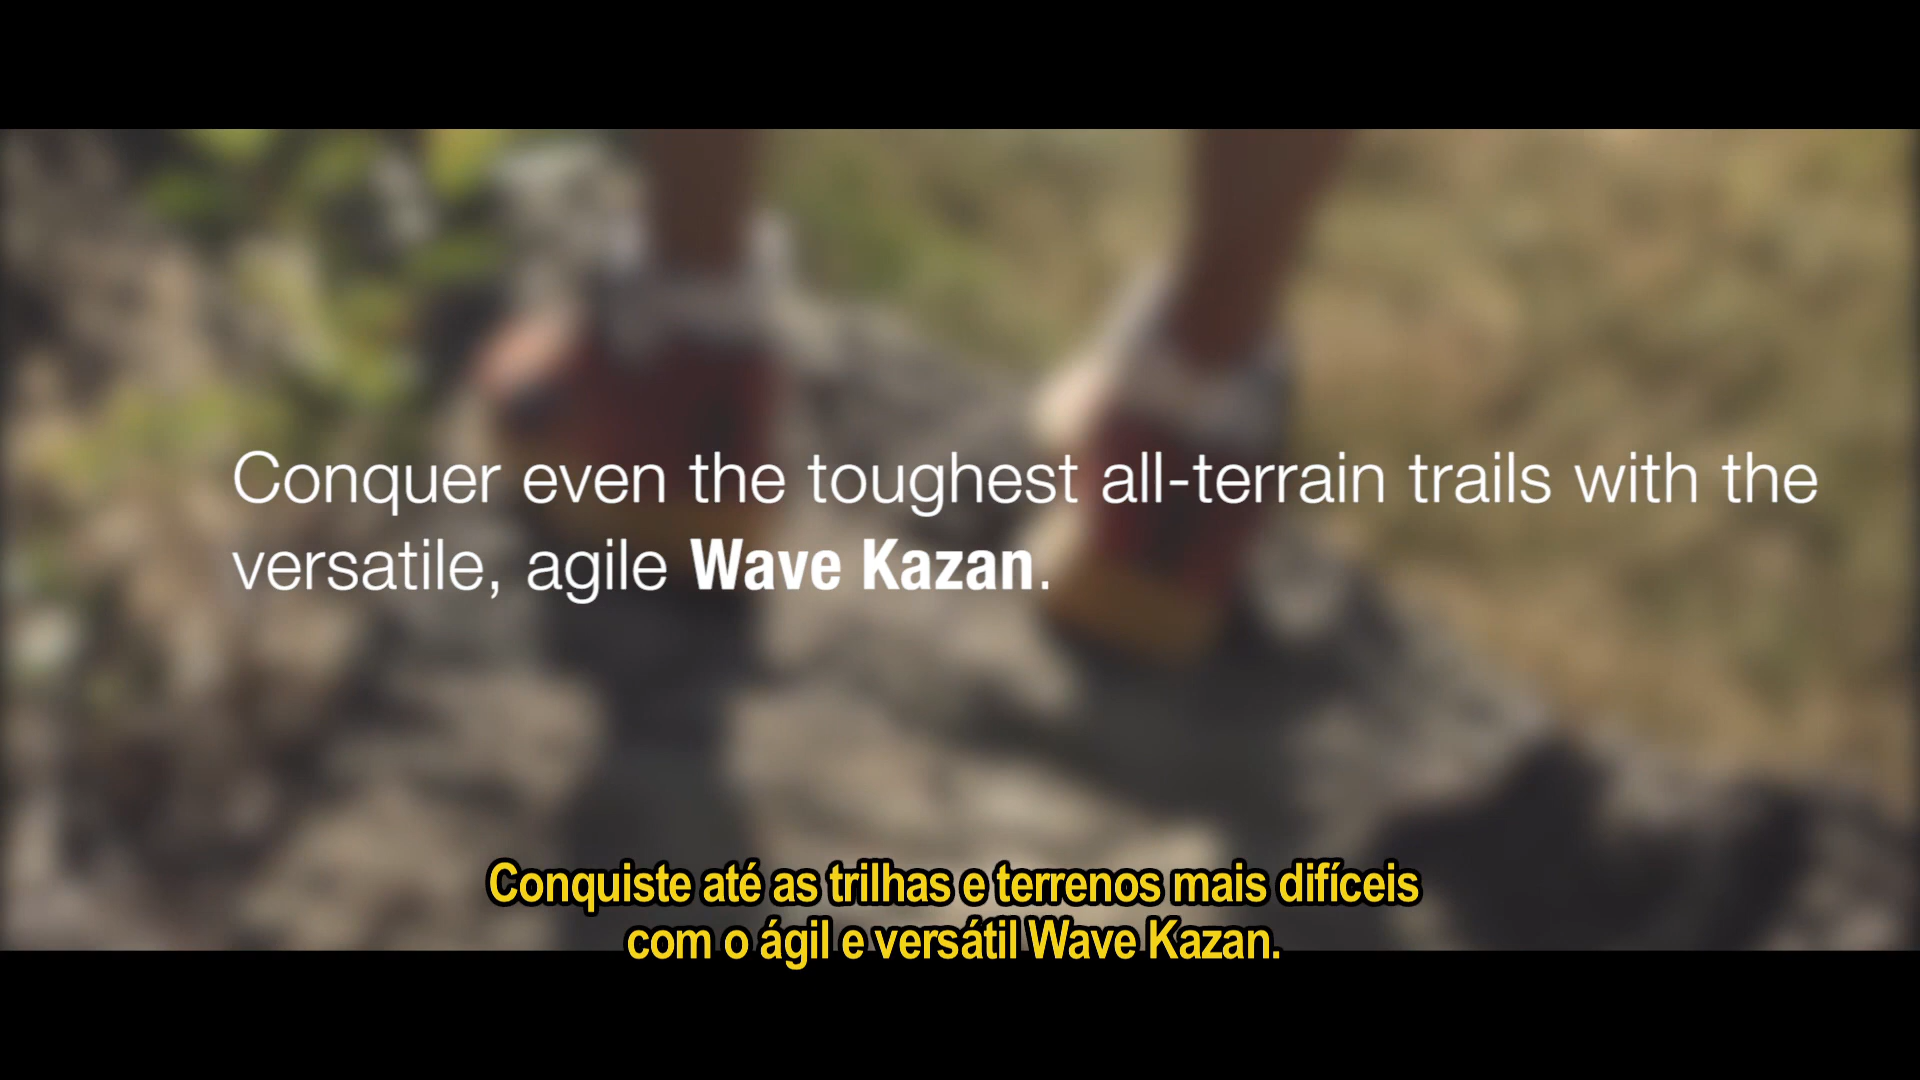 Conquer even the toughest all-terrain trails with the
versatile, agile Wave Kazan.
Conquiste até as trilhas e terrenos mais difíceis
com o ágil e versátil Wave Kazan.